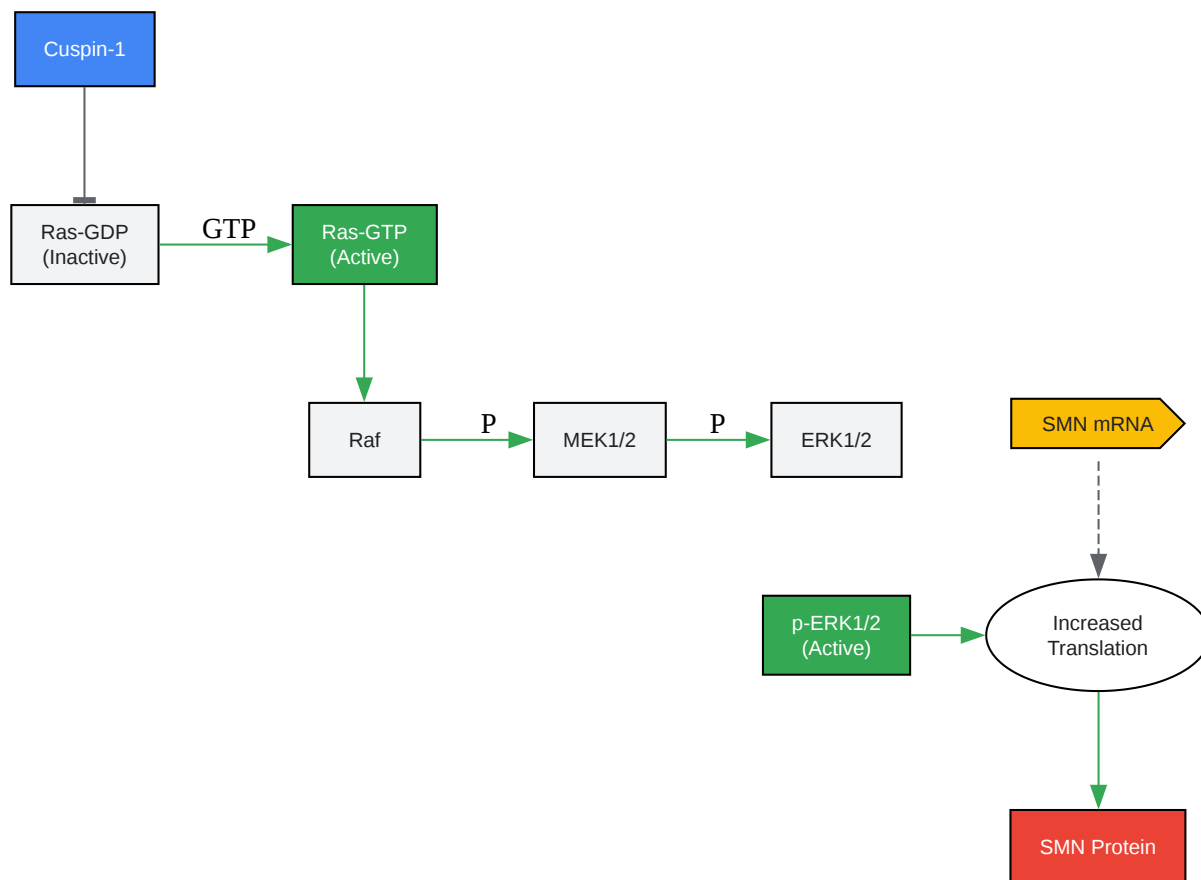 Cuspin-1
Ras-GDP
(Inactive)
GTP
Ras-GTP
(Active)
Raf
P
MEK1/2
P
ERK1/2
SMN mRNA
p-ERK1/2
(Active)
Increased
Translation
SMN Protein